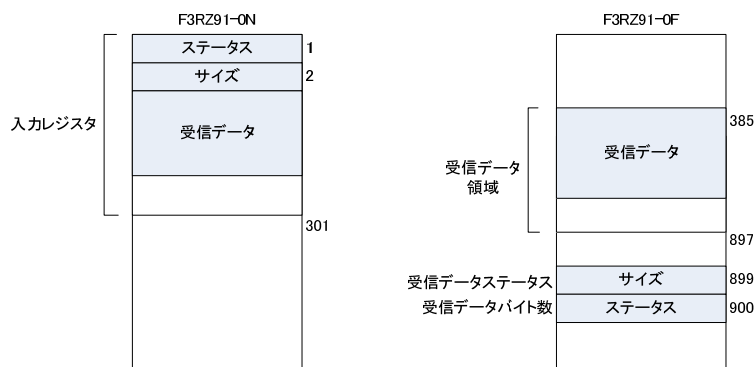 F3RZ91-0N
ステータス
1
サイズ
2
受信データ
入力レジスタ
301
F3RZ91-0F
385
受信データ
受信データ
領域
897
受信データステータス
サイズ
899
受信データバイト数
ステータス
900